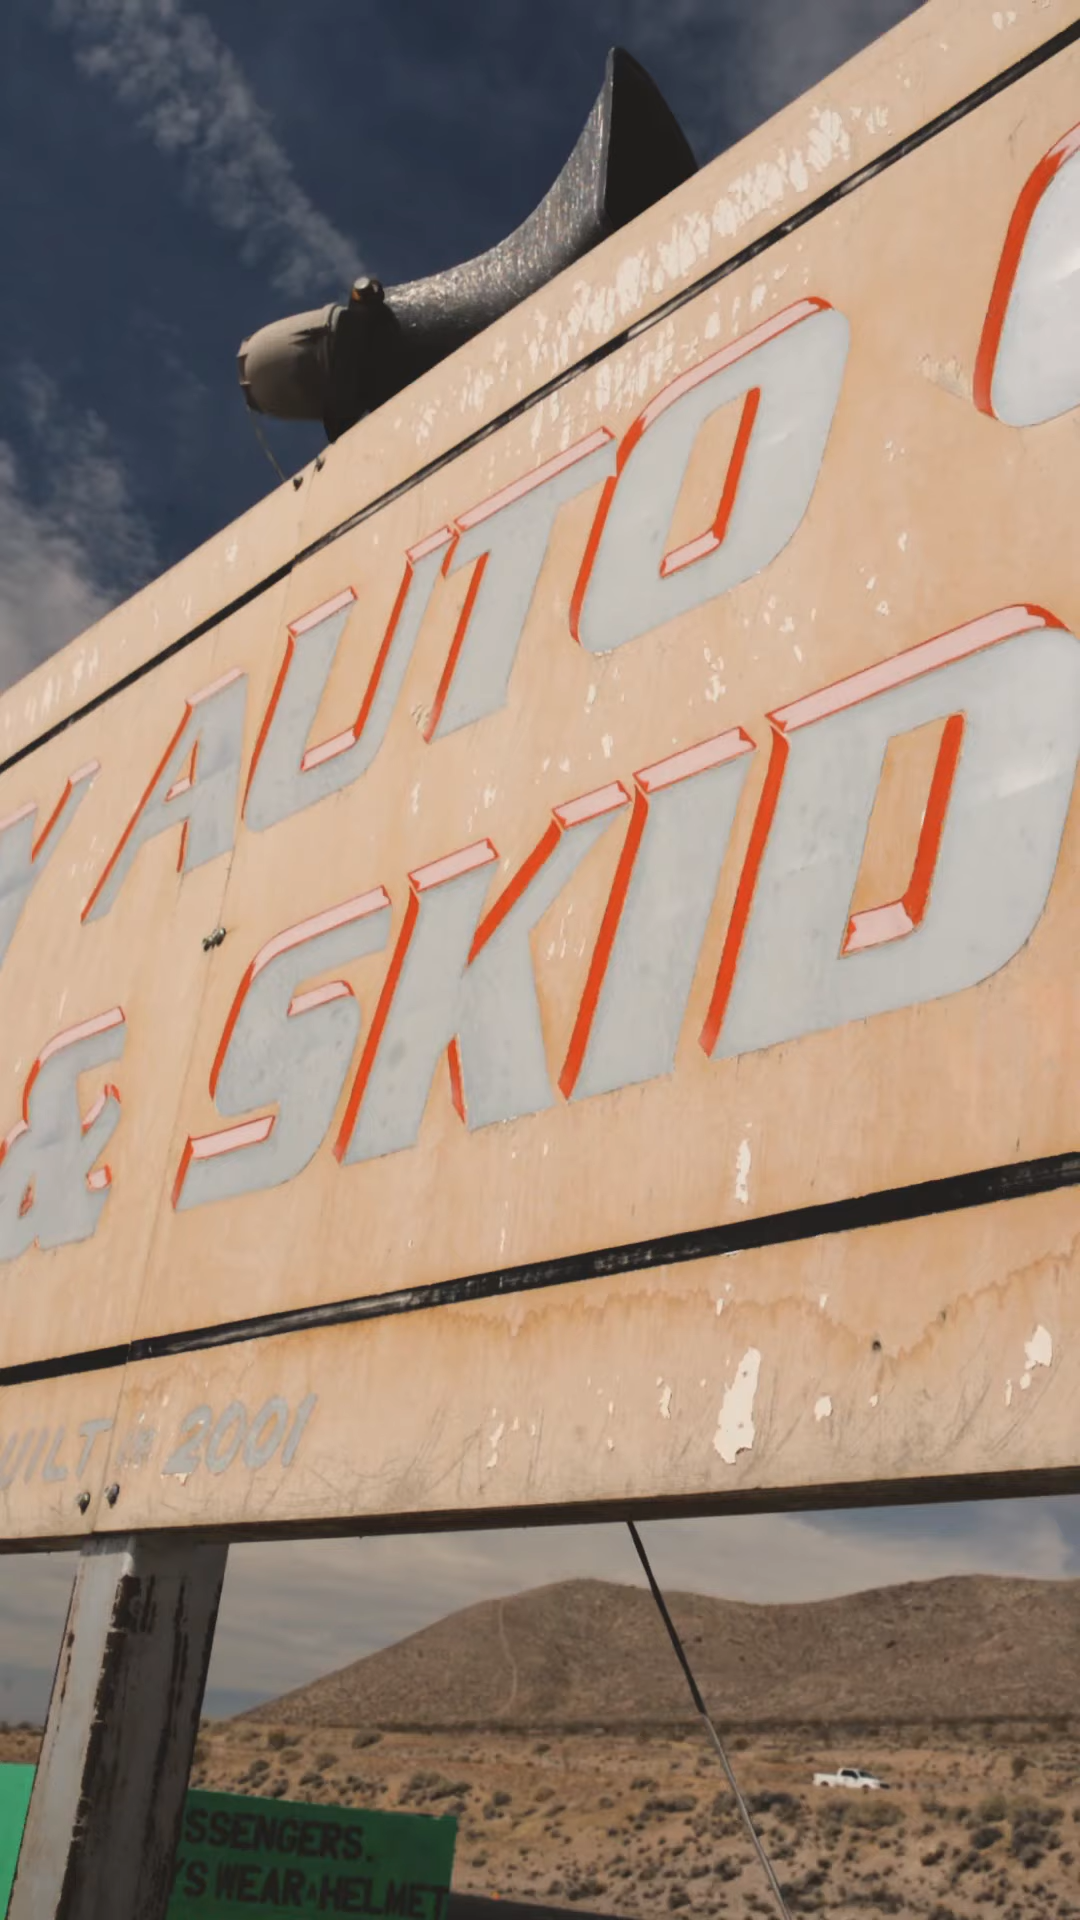 Y AUTO C
& SKID
UILT in 2001
SSENGERS.
YS WEAR A HELMET